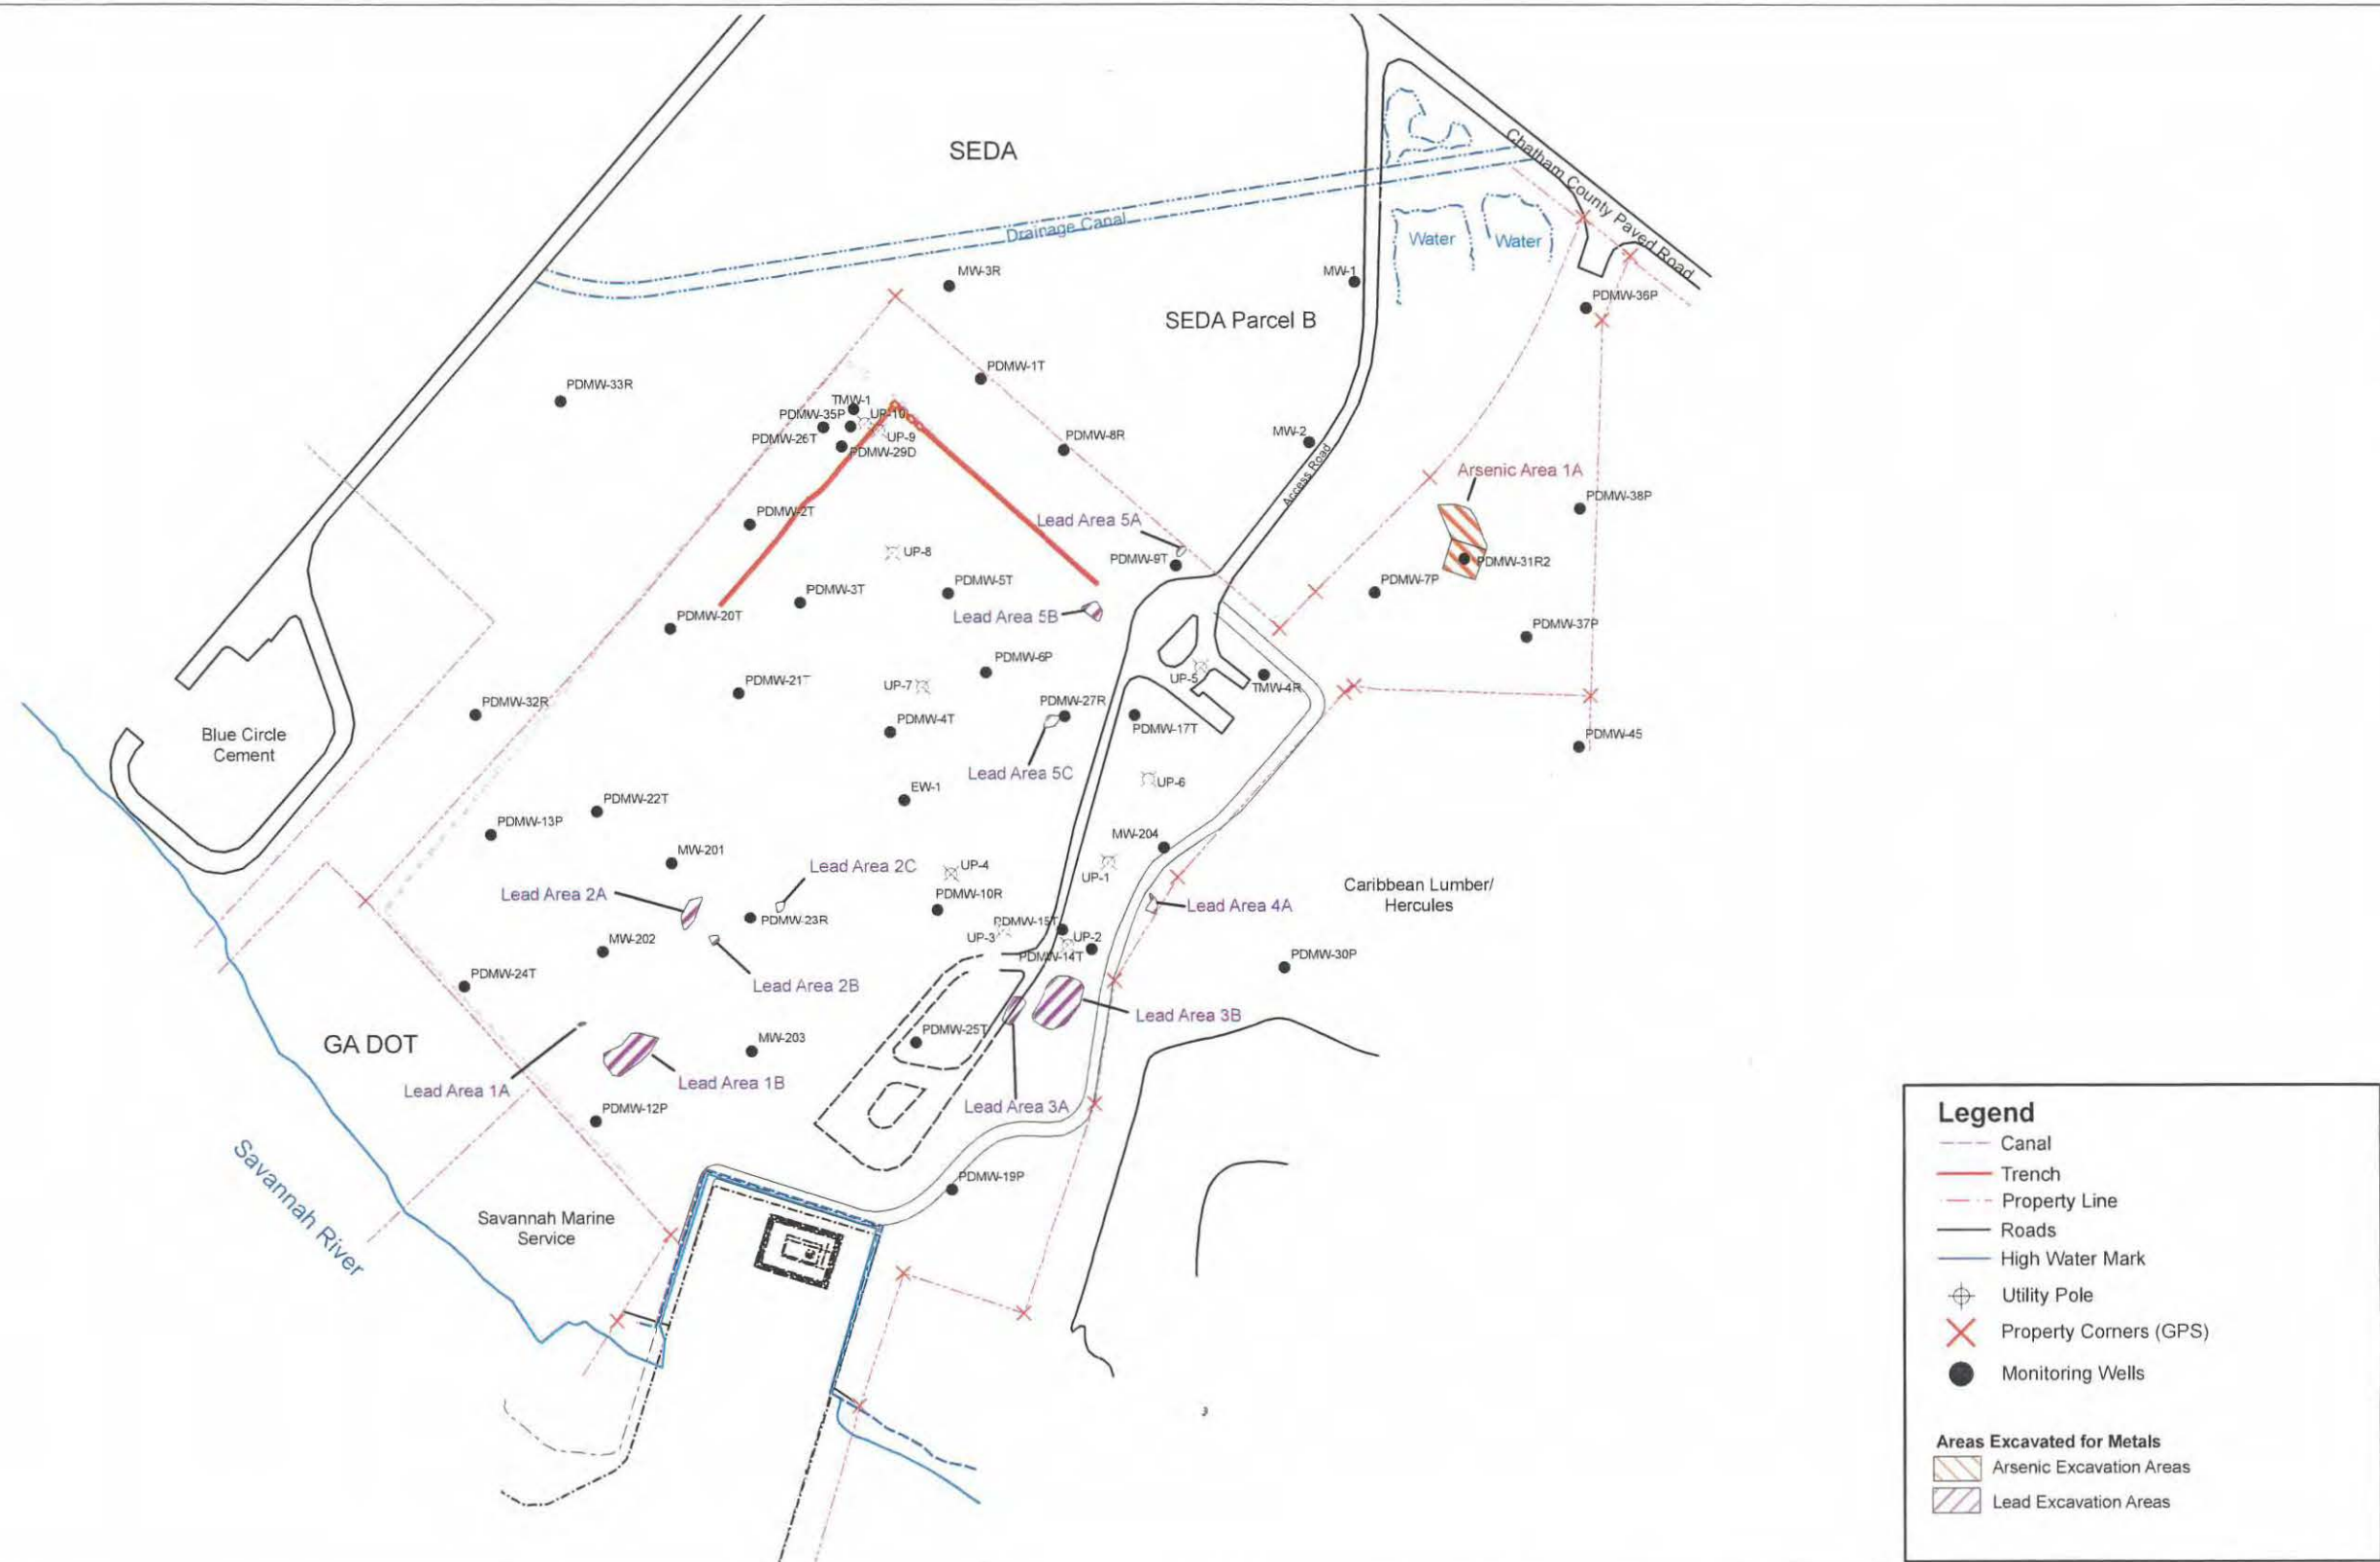 SEDA
Chatham County Paved Road
Drainage Canal
Water
Water
MW-3R
MW-1
PDMW-36P
SEDA Parcel B
PDMW-1T
PDMW-33R
TMW-1
PDMW-35P
UP-10
PDMW-26T
UP-9
PDMW-29D
PDMW-8R
MW-2
Access Road
Arsenic Area 1A
PDMW-38P
PDMW-2T
Lead Area 5A
UP-8
PDMW-9T
PDMW-31R2
PDMW-7P
PDMW-5T
PDMW-3T
Lead Area 5B
PDMW-20T
PDMW-37P
PDMW-6P
UP-5
PDMW-21T
UP-7
TMW-4R
PDMW-32R
PDMW-27R
PDMW-4T
PDMW-17T
Blue Circle
Cement
PDMW-45
Lead Area 5C
UP-6
EW-1
PDMW-22T
PDMW-13P
MW-204
MW-201
Lead Area 2C
UP-4
UP-1
Lead Area 2A
PDMW-10R
Caribbean Lumber/
Hercules
Lead Area 4A
PDMW-23R
PDMW-15T
MW-202
UP-3
UP-2
PDMW-14T
PDMW-30P
PDMW-24T
Lead Area 2B
Lead Area 3B
PDMW-25T
GA DOT
MW-203
Lead Area 1A
Lead Area 1B
Lead Area 3A
PDMW-12P
Savannah River
PDMW-19P
Savannah Marine
Service
Legend
Canal
Trench
Property Line
Roads
High Water Mark
Utility Pole
Property Corners (GPS)
Monitoring Wells
Areas Excavated for Metals
Arsenic Excavation Areas
Lead Excavation Areas